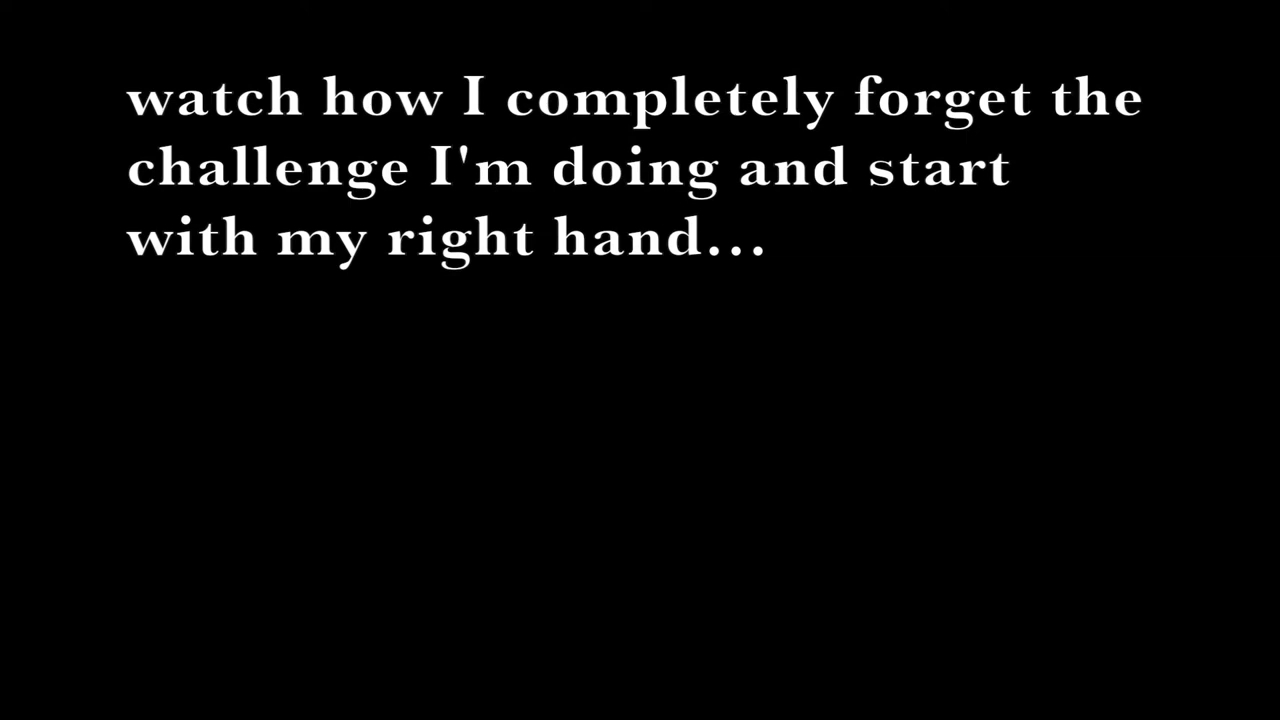 watch how I completely forget the
challenge I'm doing and start
with my right hand...